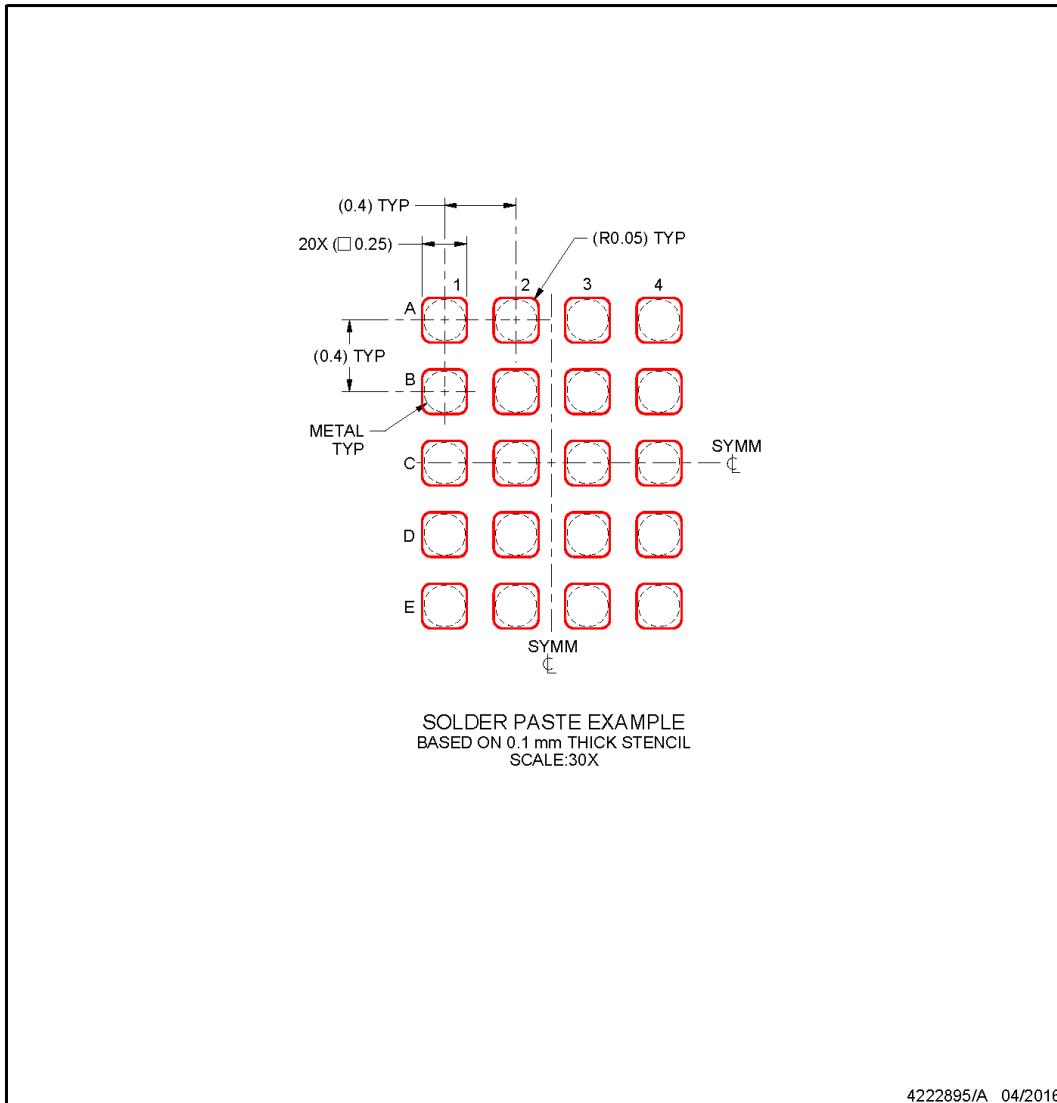 (0.4) TYP
20X (□ 0.25)
(R0.05) TYP
1 2 3 4
A
(0.4) TYP
B
METAL
TYP
C
SYMM
℄
D
E
SYMM
℄
SOLDER PASTE EXAMPLE
BASED ON 0.1 mm THICK STENCIL
SCALE:30X
4222895/A 04/2016